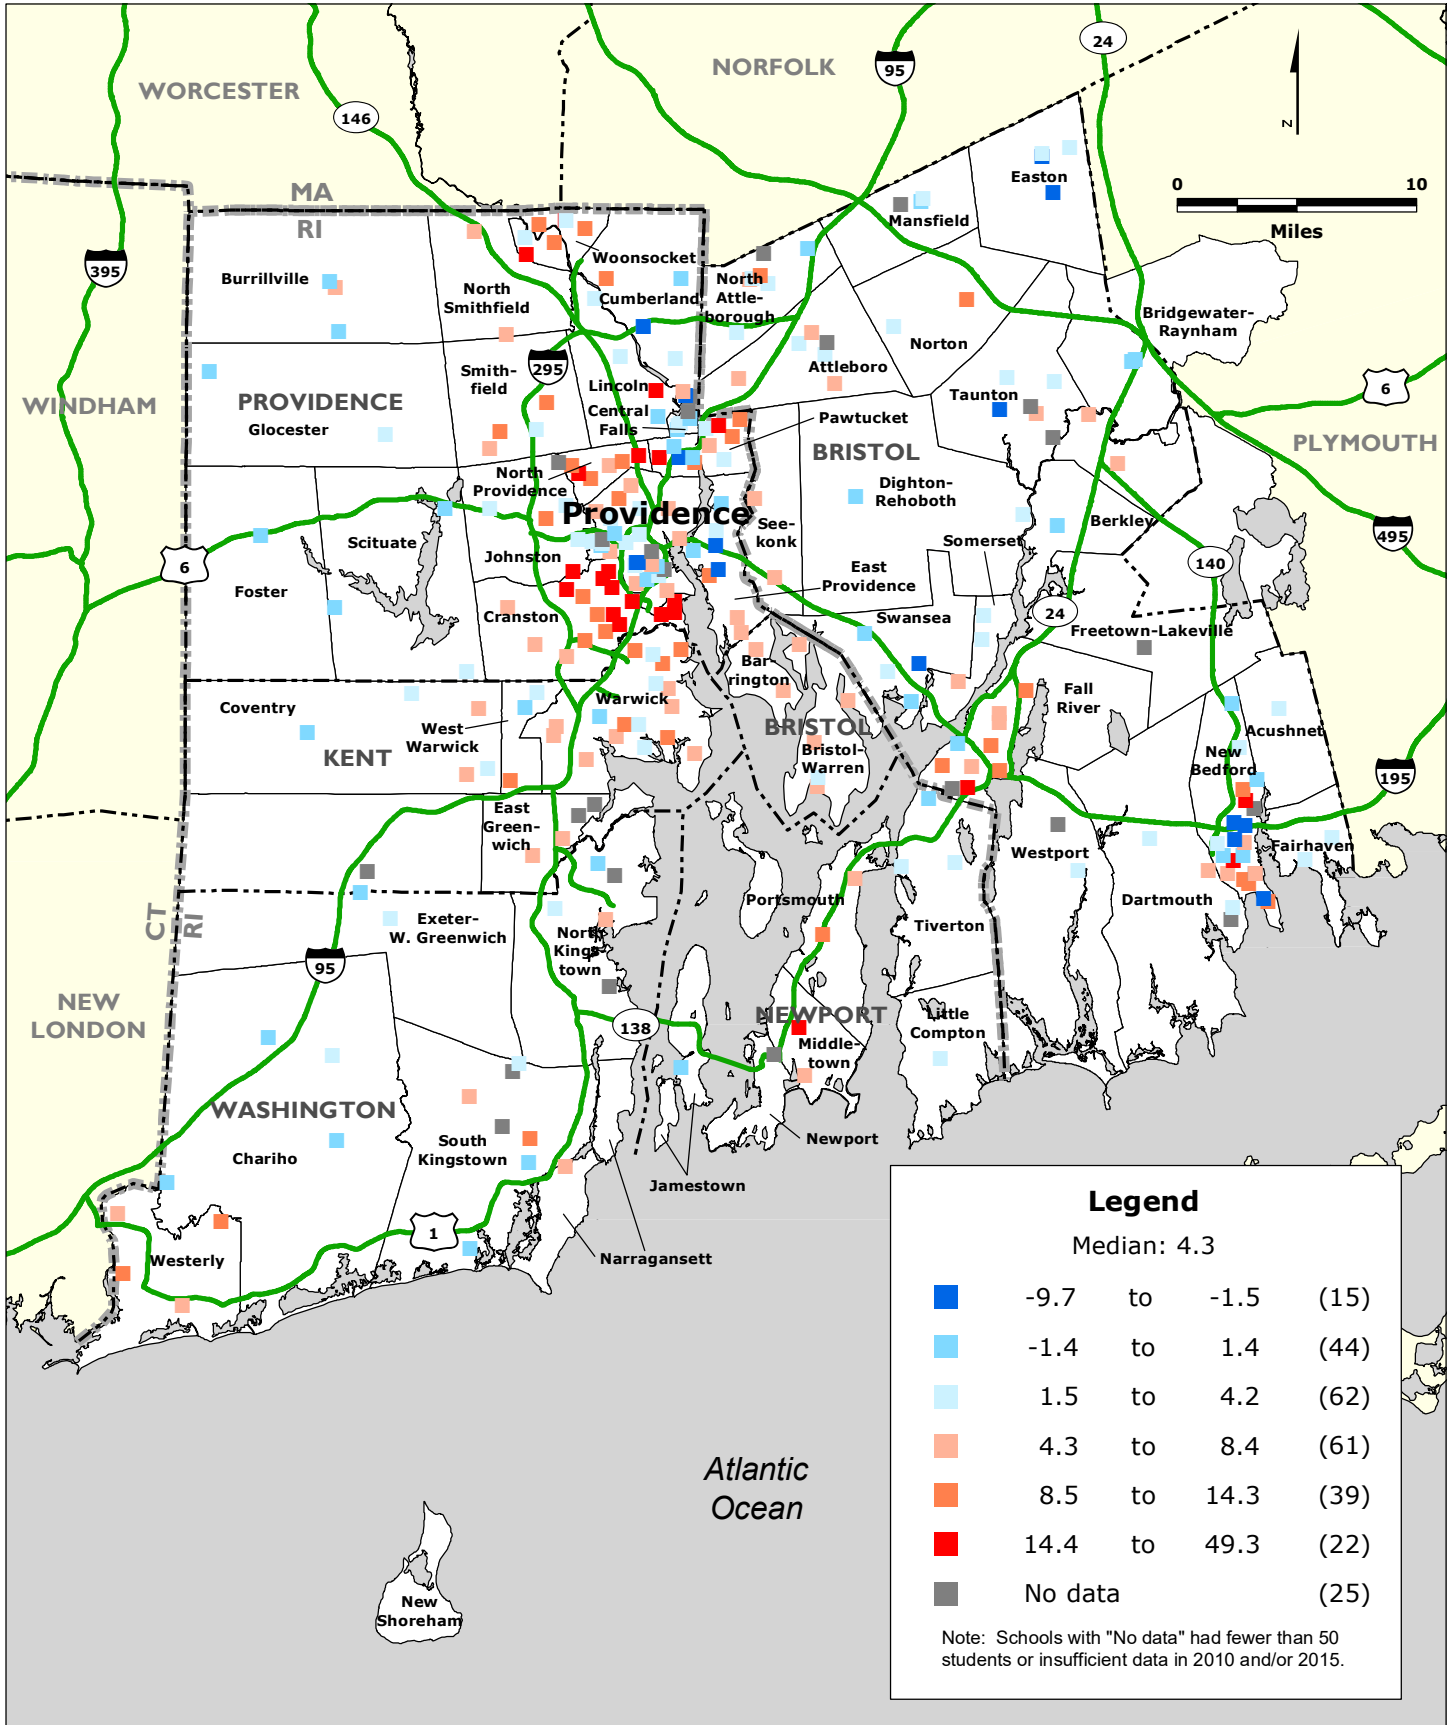 NORFOLK
95
24
WORCESTER
146
N
Easton
0
10
Miles
MA
RI
Mansfield
395
Burrillville
North
Smithfield
Woonsocket
Cumberland
North
Attle-
borough
Bridgewater-
Raynham
Norton
Attleboro
Smith-
field
295
Lincoln
Central
Falls
Taunton
6
WINDHAM
PROVIDENCE
Glocester
Pawtucket
BRISTOL
PLYMOUTH
North
Providence
Dighton-
Rehoboth
Providence
See-
konk
Berkley
495
Scituate
Johnston
Somerset
6
East
Providence
140
Foster
Cranston
Swansea
24
Freetown-Lakeville
Bar-
rington
Warwick
Fall
River
Coventry
West
Warwick
BRISTOL
Acushnet
KENT
Bristol-
Warren
New
Bedford
195
East
Green-
wich
Westport
Fairhaven
Portsmouth
Dartmouth
CT
RI
Exeter-
W. Greenwich
North
Kings-
town
Tiverton
95
NEW
LONDON
138
NEWPORT
Little
Compton
Middle-
town
WASHINGTON
South
Kingstown
Newport
Chariho
Jamestown
1
Westerly
Narragansett
Atlantic
Ocean
New
Shoreham
Legend
Median: 4.3
-9.7 to -1.5 (15)
-1.4 to 1.4 (44)
1.5 to 4.2 (62)
4.3 to 8.4 (61)
8.5 to 14.3 (39)
14.4 to 49.3 (22)
No data (25)
Note: Schools with "No data" had fewer than 50
students or insufficient data in 2010 and/or 2015.